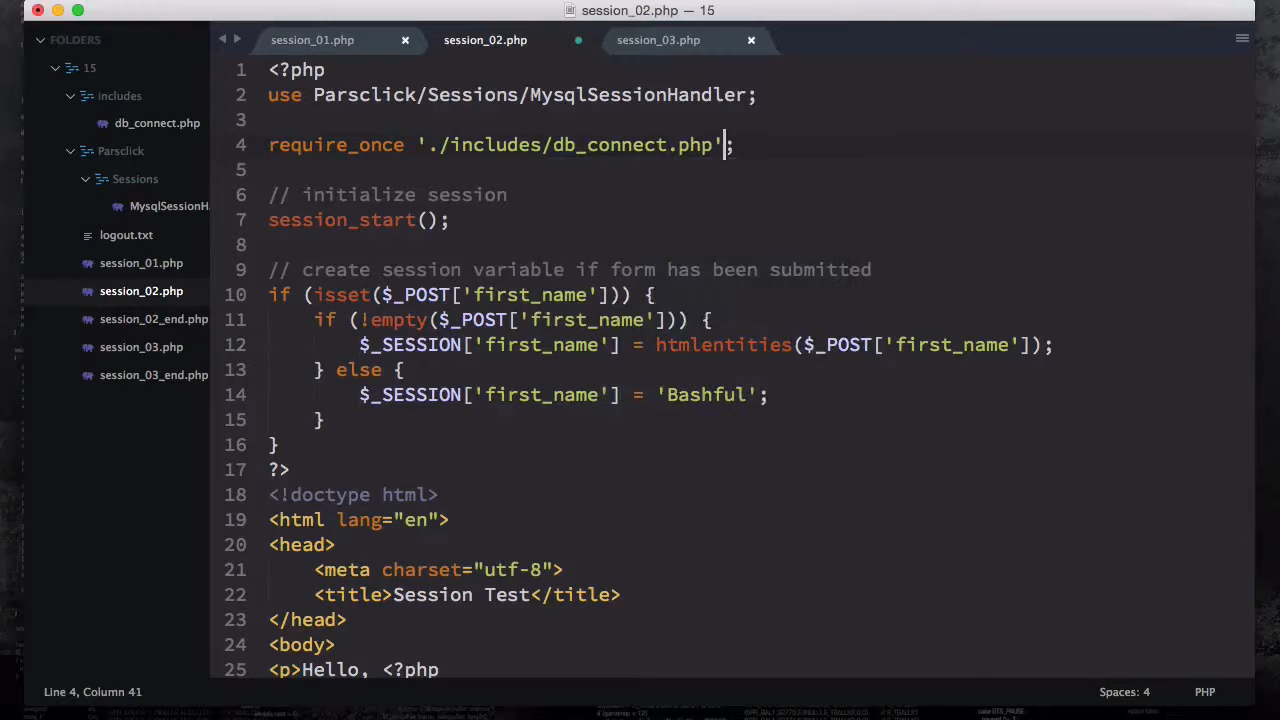 session_02.php — 15
session_01.php
session_02.php
session_03.php
FOLDERS
15
includes
db_connect.php
Parsclick
Sessions
MysqlSessionHa
logout.txt
session_01.php
session_02.php
session_02_end.php
session_03.php
session_03_end.php
1 <?php
2 use Parsclick/Sessions/MysqlSessionHandler;
3
4 require_once './includes/db_connect.php';
5
6 // initialize session
7 session_start();
8
9 // create session variable if form has been submitted
10 if (isset($_POST['first_name'])) {
11 if (!empty($_POST['first_name'])) {
12 $_SESSION['first_name'] = htmlentities($_POST['first_name']);
13 } else {
14 $_SESSION['first_name'] = 'Bashful';
15 }
16 }
17 ?>
18 <!doctype html>
19 <html lang="en">
20 <head>
21 <meta charset="utf-8">
22 <title>Session Test</title>
23 </head>
24 <body>
25 <p>Hello, <?php
Line 4, Column 41
Spaces: 4
PHP